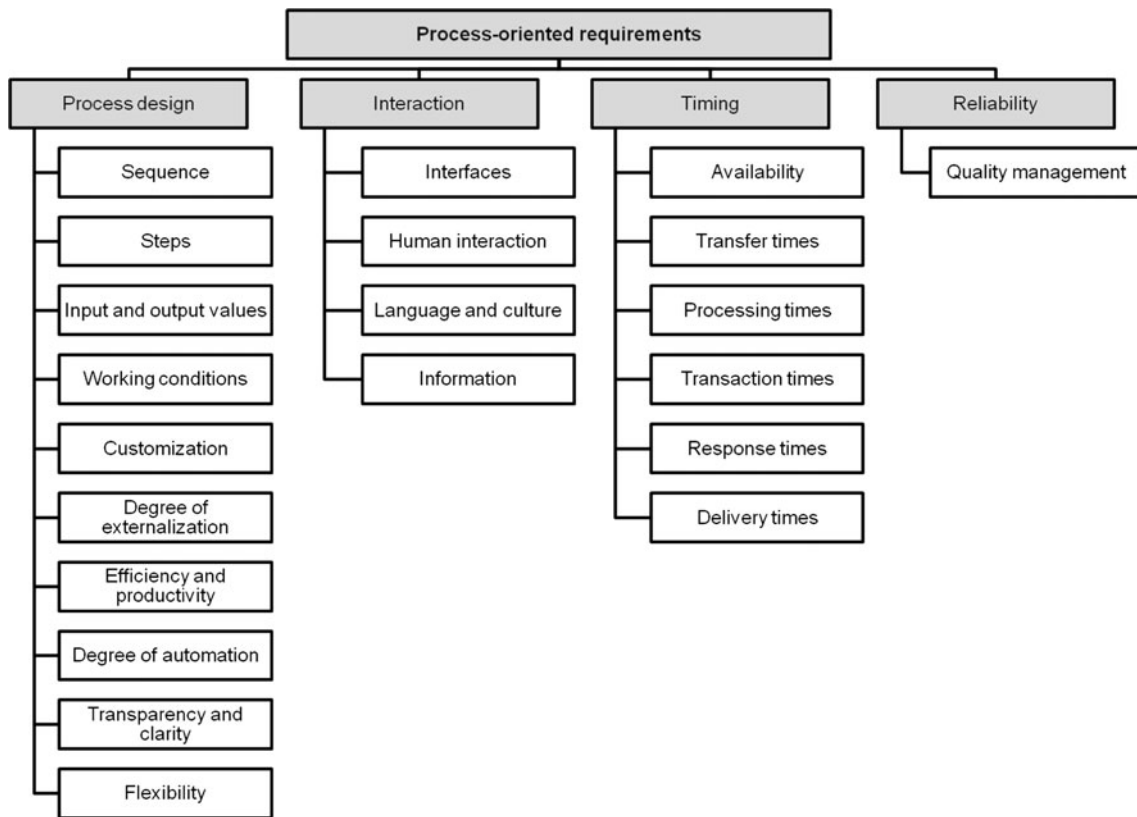 Process-oriented requirements
Process design
Interaction
Timing
Reliability
Sequence
Steps
Input and output values
Working conditions
Customization
Degree of
externalization
Efficiency and
productivity
Degree of automation
Transparency and
clarity
Flexibility
Interfaces
Human interaction
Language and culture
Information
Availability
Transfer times
Processing times
Transaction times
Response times
Delivery times
Quality management